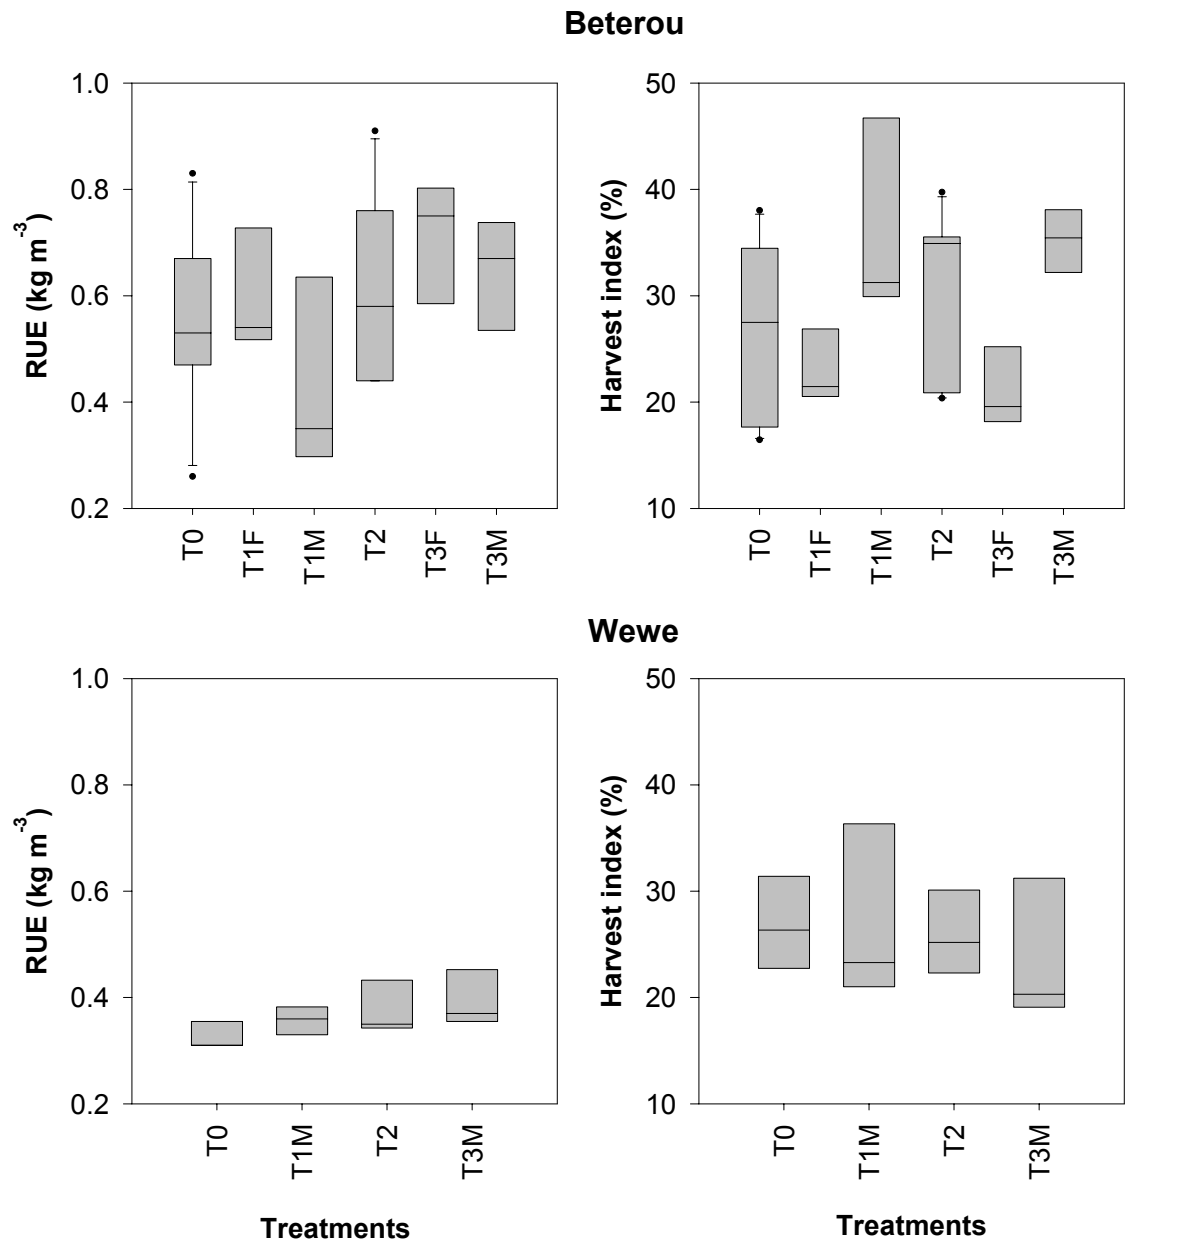 Beterou
RUE (kg m-3)
1.0
0.8
0.6
0.4
0.2
T0 T1F T1M T2 T3F T3M
Harvest index (%)
50
40
30
20
10
T0 T1F T1M T2 T3F T3M
Wewe
RUE (kg m-3)
1.0
0.8
0.6
0.4
0.2
T0 T1M T2 T3M
Treatments
Harvest index (%)
50
40
30
20
10
T0 T1M T2 T3M
Treatments